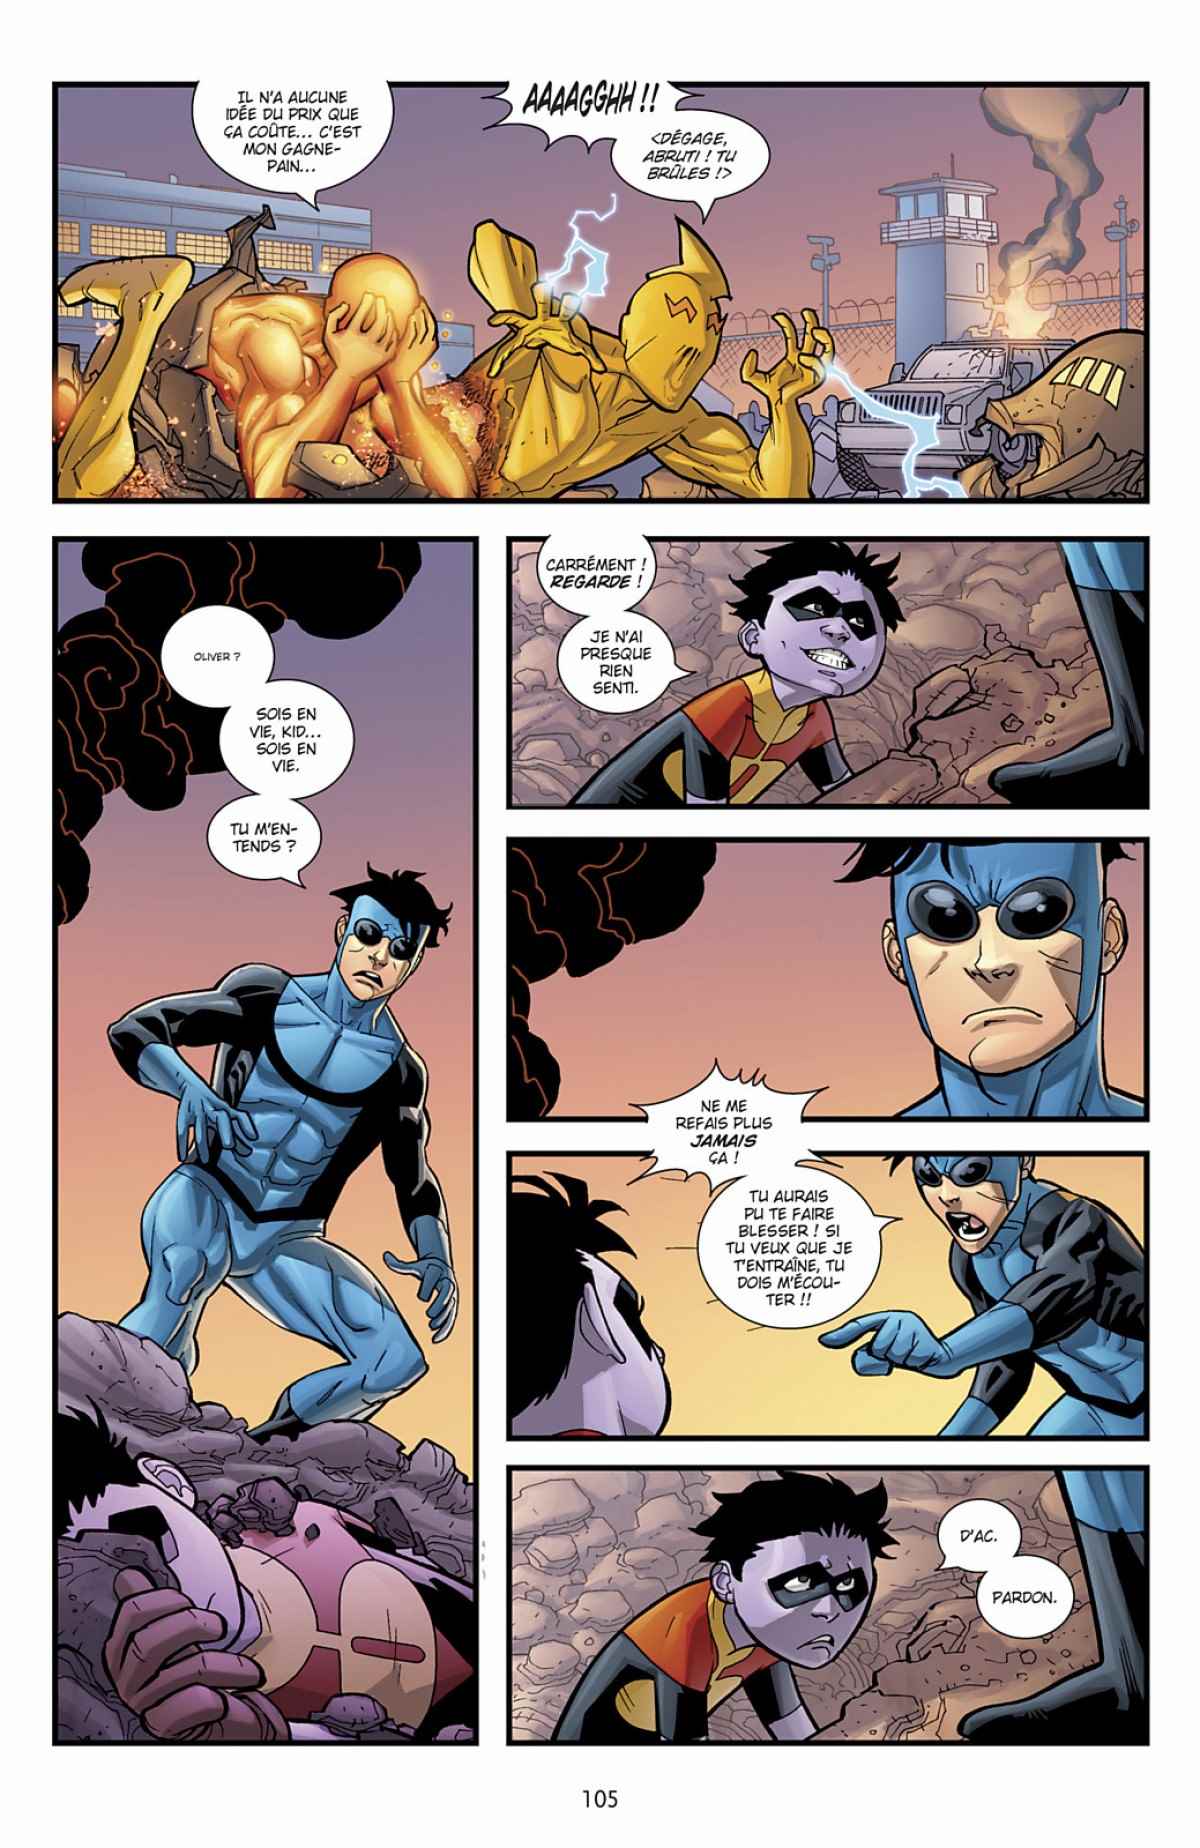 IL N'A AUCUNE
IDÉE DU PRIX QUE
ÇA COÛTE... C'EST
MON GAGNE-
PAIN...
AAAAGGHH !!
<DÉGAGE,
ABRUTI ! TU
BRÛLES !>
OLIVER ?
SOIS EN
VIE, KID...
SOIS EN
VIE.
TU M'EN-
TENDS ?
CARRÉMENT !
REGARDE !
JE N'AI
PRESQUE
RIEN
SENTI.
NE ME
REFAIS PLUS
JAMAIS
ÇA !
TU AURAIS
PU TE FAIRE
BLESSER ! SI
TU VEUX QUE JE
T'ENTRAÎNE, TU
DOIS M'ÉCOU-
TER !!
D'AC.
PARDON.
105